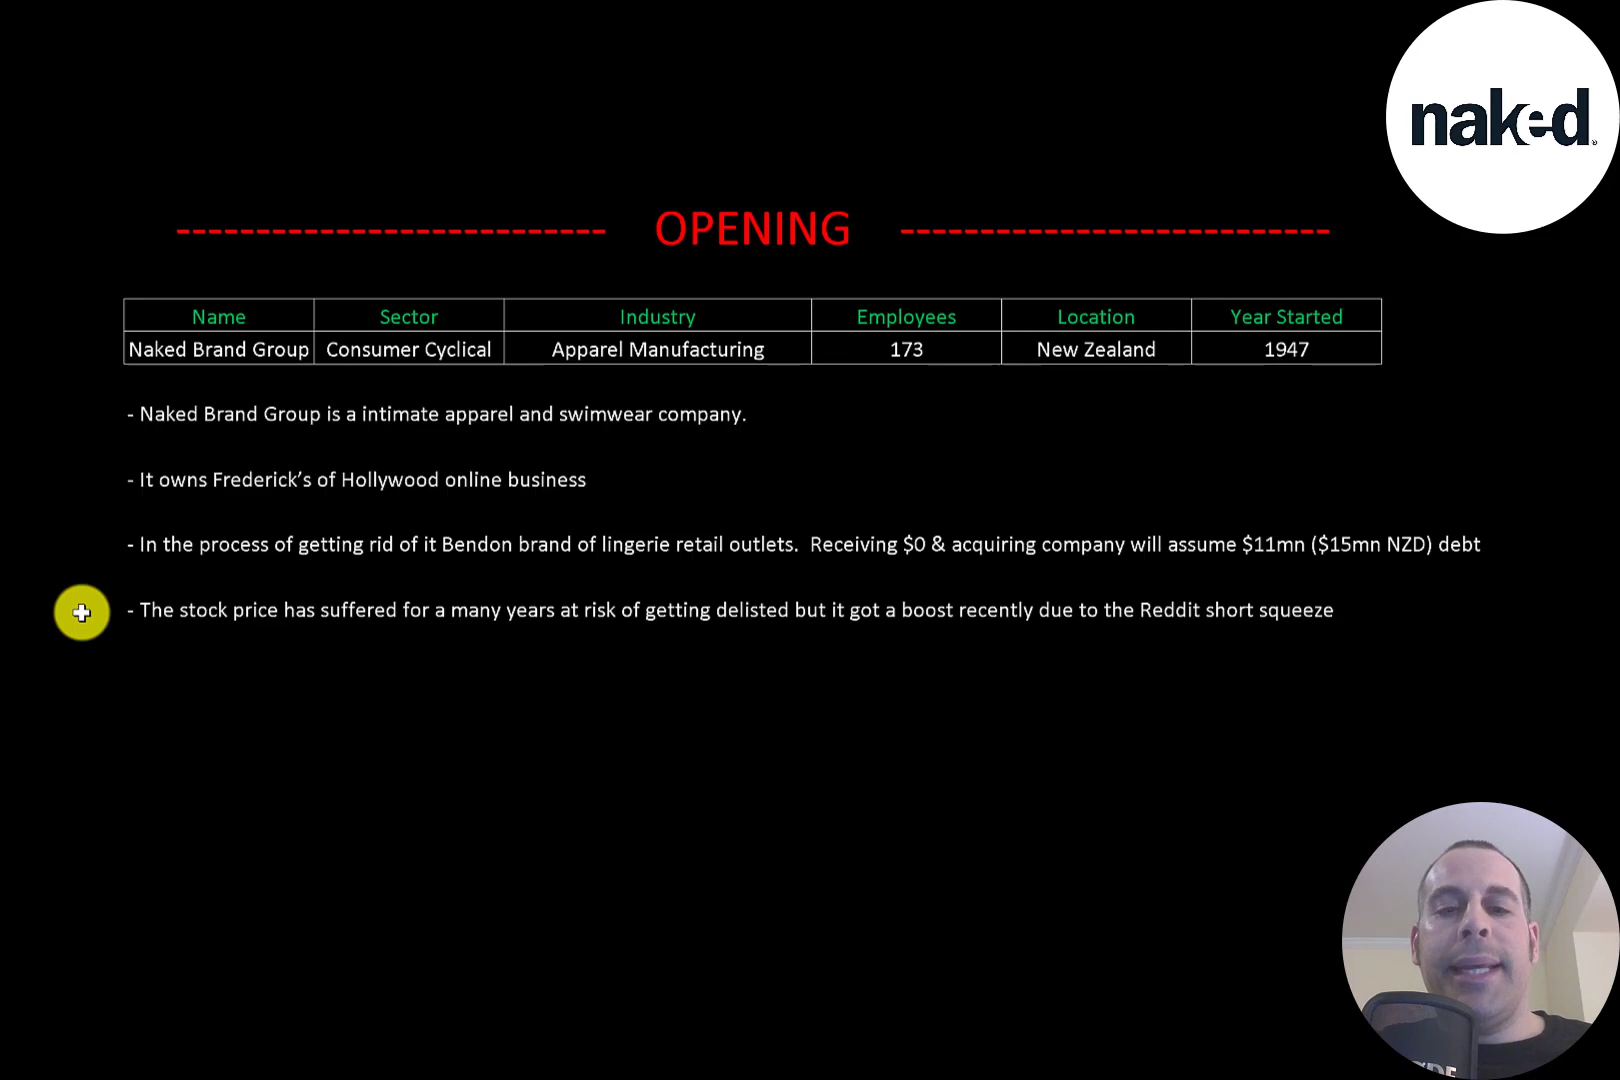 naked
OPENING
Name Sector Industry Employees Location Year Started
Naked Brand Group Consumer Cyclical Apparel Manufacturing 173 New Zealand 1947
- Naked Brand Group is a intimate apparel and swimwear company.
- It owns Frederick's of Hollywood online business
- In the process of getting rid of it Bendon brand of lingerie retail outlets.  Receiving $0 & acquiring company will assume $11mn ($15mn NZD) debt
- The stock price has suffered for a many years at risk of getting delisted but it got a boost recently due to the Reddit short squeeze